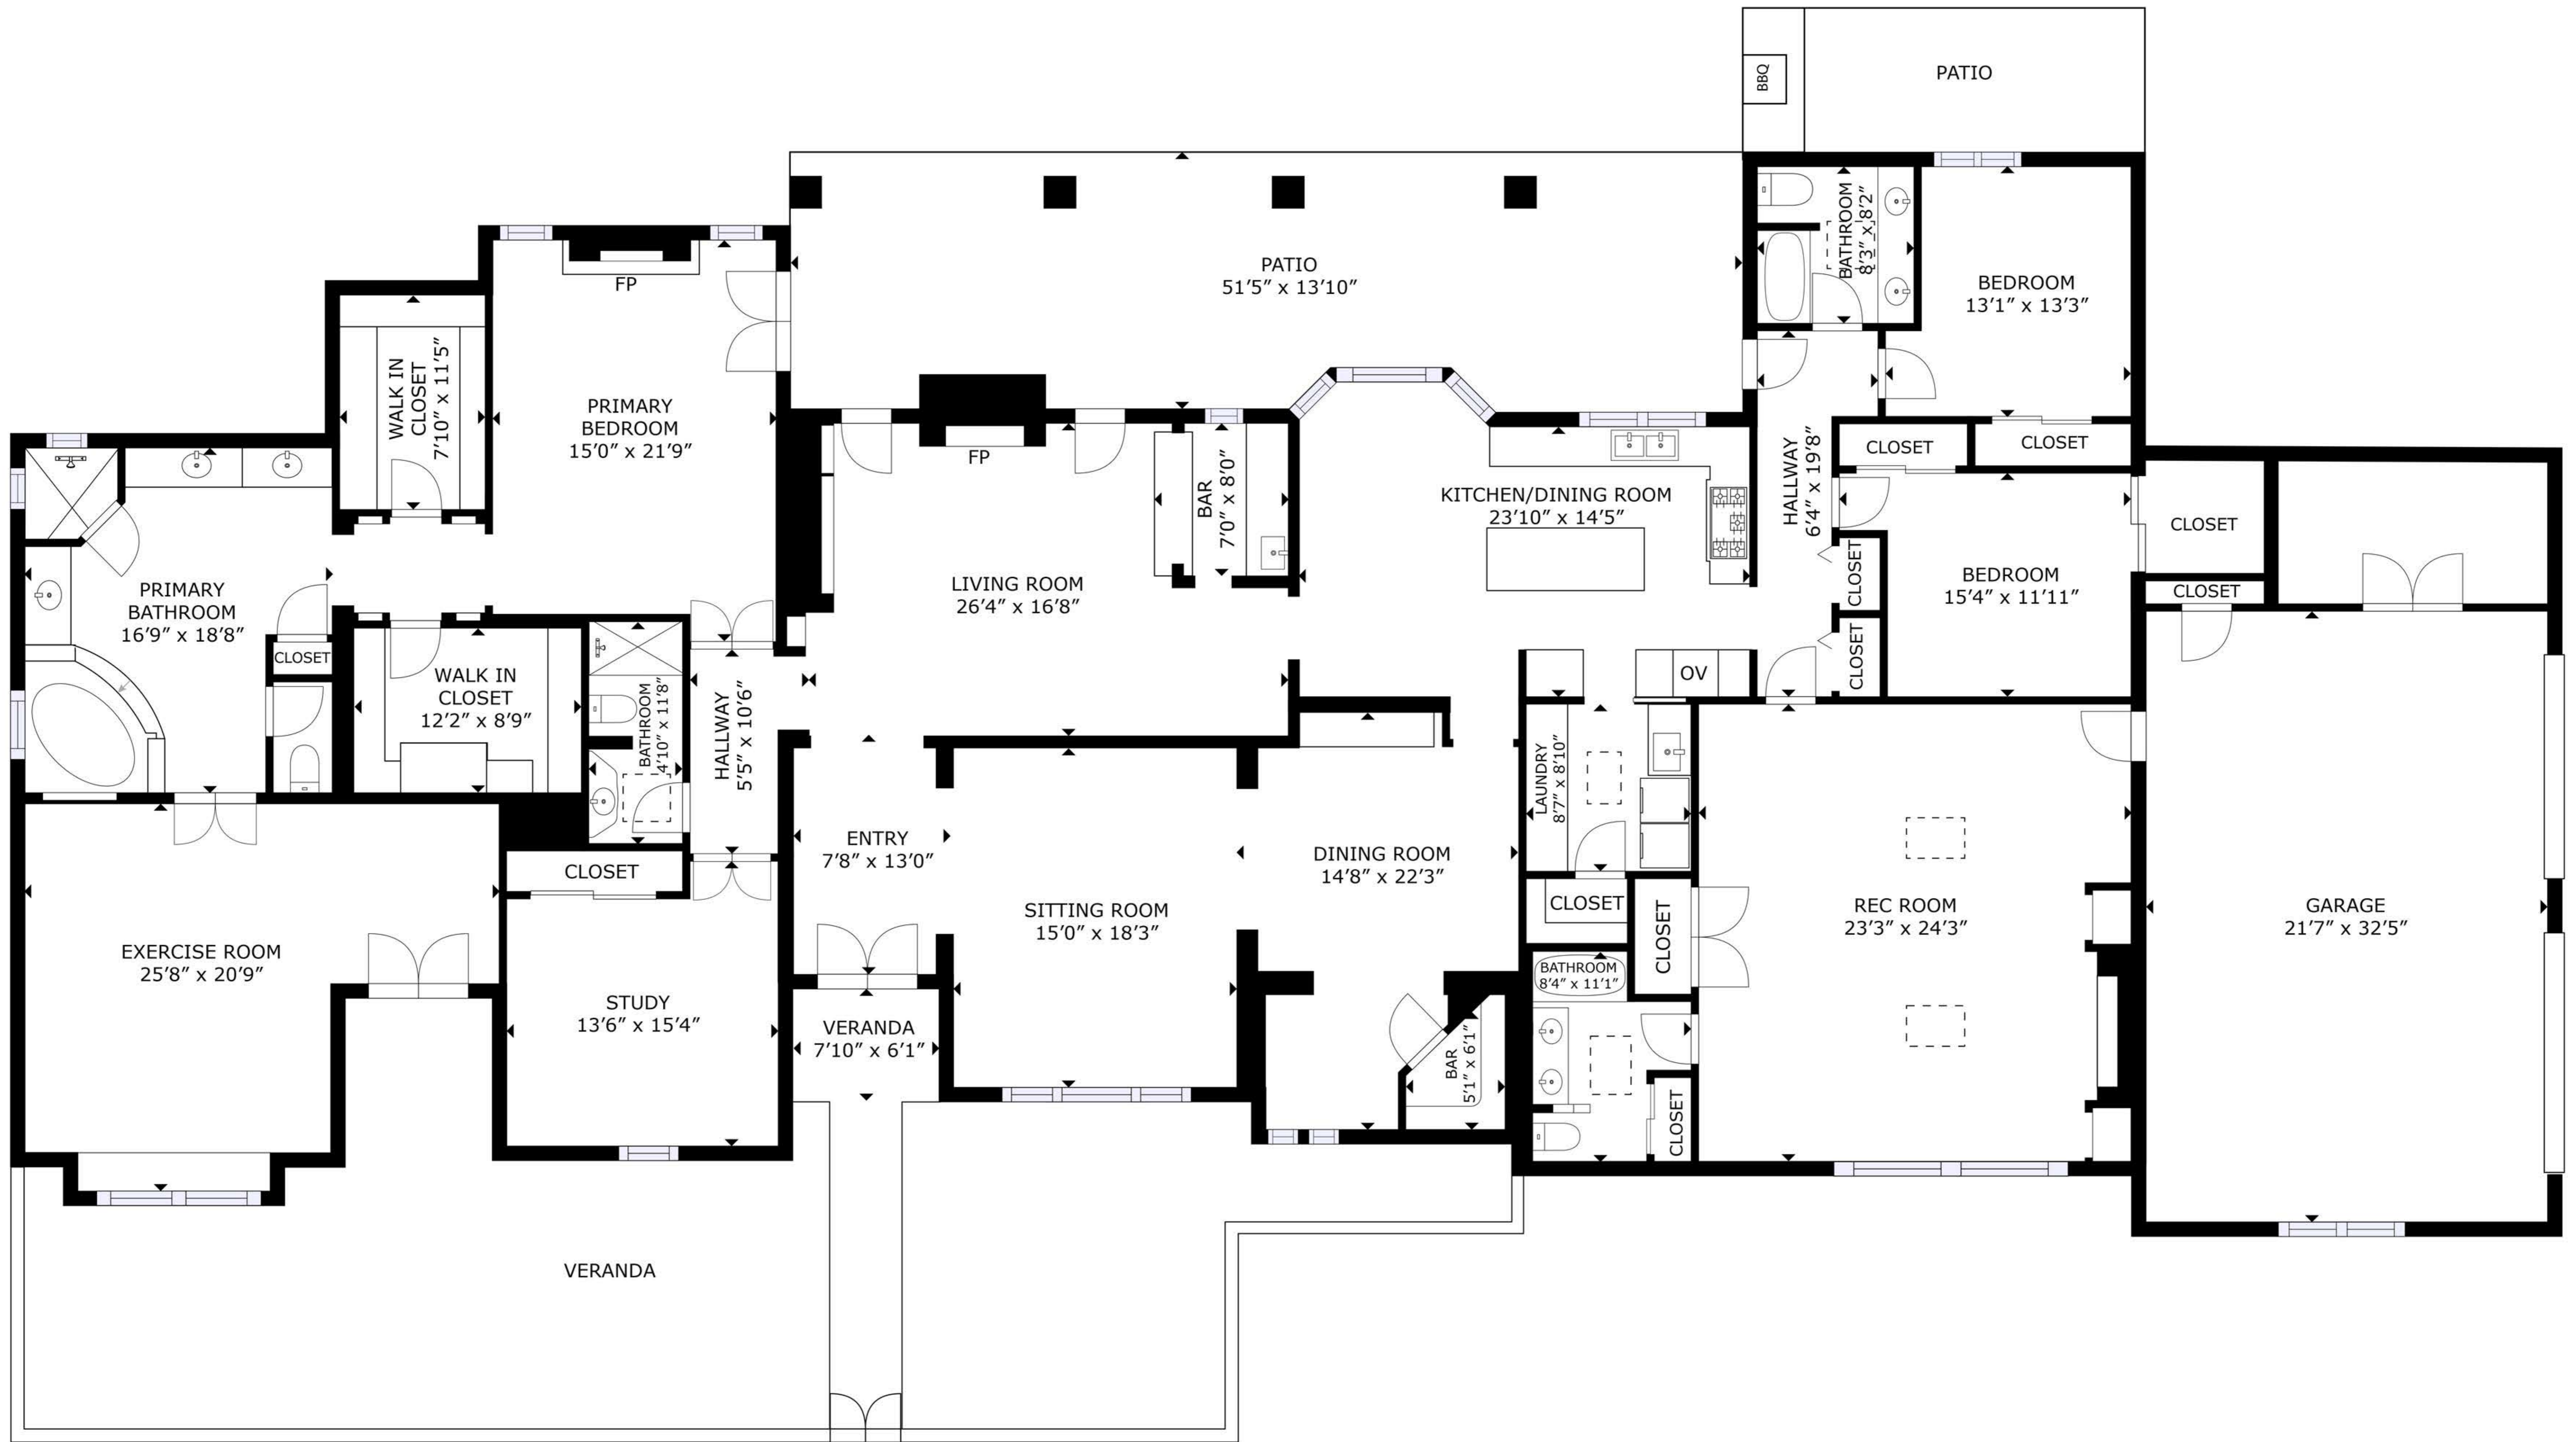 BBQ
PATIO
BATHROOM
8'3" x 8'2"
PATIO
51'5" x 13'10"
BEDROOM
13'1" x 13'3"
FP
WALK IN
CLOSET
7'10" x 11'5"
PRIMARY
BEDROOM
15'0" x 21'9"
FP
BAR
7'0" x 8'0"
KITCHEN/DINING ROOM
23'10" x 14'5"
HALLWAY
6'4" x 19'8"
CLOSET
CLOSET
CLOSET
PRIMARY
BATHROOM
16'9" x 18'8"
LIVING ROOM
26'4" x 16'8"
CLOSET
BEDROOM
15'4" x 11'11"
CLOSET
CLOSET
WALK IN
CLOSET
12'2" x 8'9"
BATHROOM
4'10" x 11'8"
HALLWAY
5'5" x 10'6"
OV
CLOSET
LAUNDRY
8'7" x 8'10"
ENTRY
7'8" x 13'0"
DINING ROOM
14'8" x 22'3"
CLOSET
SITTING ROOM
15'0" x 18'3"
CLOSET
CLOSET
REC ROOM
23'3" x 24'3"
GARAGE
21'7" x 32'5"
EXERCISE ROOM
25'8" x 20'9"
BATHROOM
8'4" x 11'1"
STUDY
13'6" x 15'4"
VERANDA
7'10" x 6'1"
BAR
5'1" x 6'1"
CLOSET
VERANDA